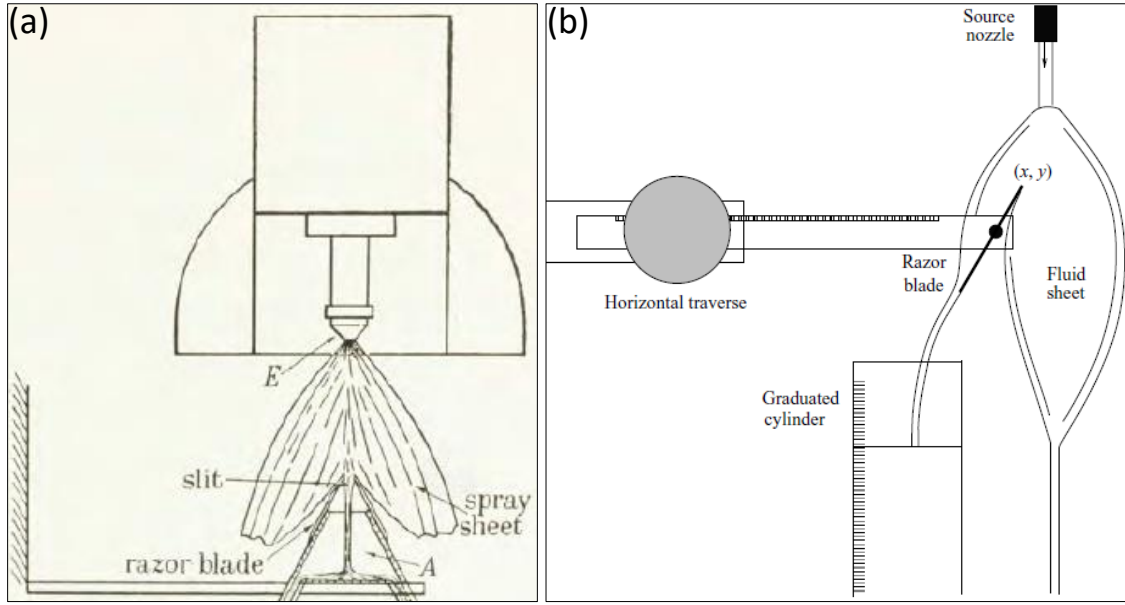 (a)
E
slit
spray
sheet
razor blade
A
(b)
Source
nozzle
(x, y)
Razor
blade
Fluid
sheet
Horizontal traverse
Graduated
cylinder